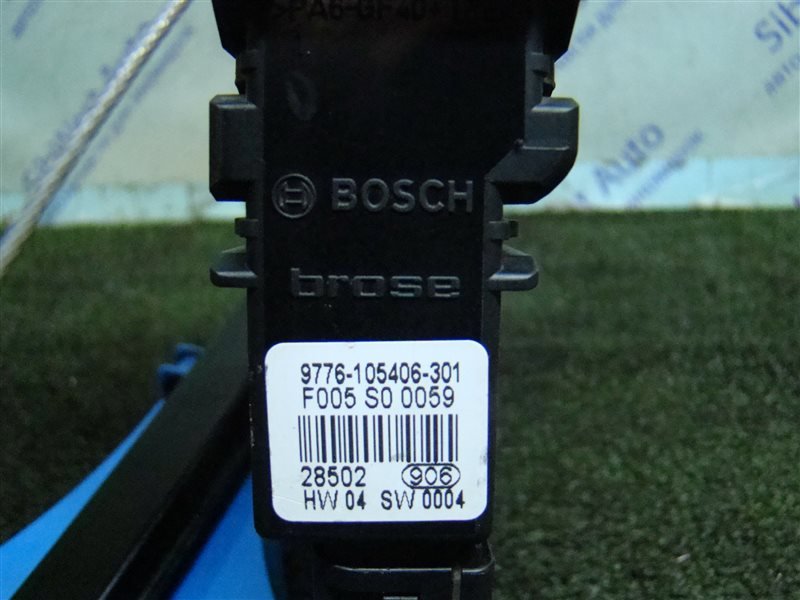 BOSCH
brose
9776-105406-301
F005 S0 0059
28502 906
HW 04 SW 0004